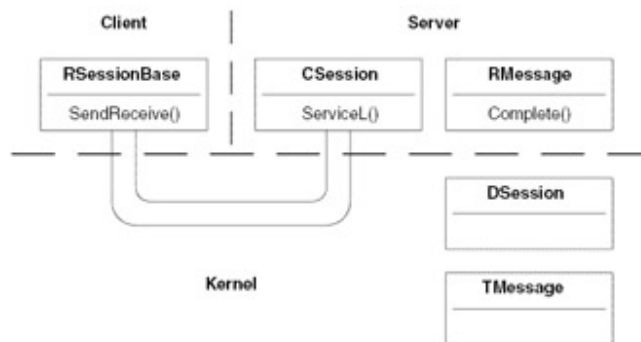 Client
Server
RSessionBase
SendReceive()
CSession
ServiceL()
RMessage
Complete()
DSession
Kernel
TMessage